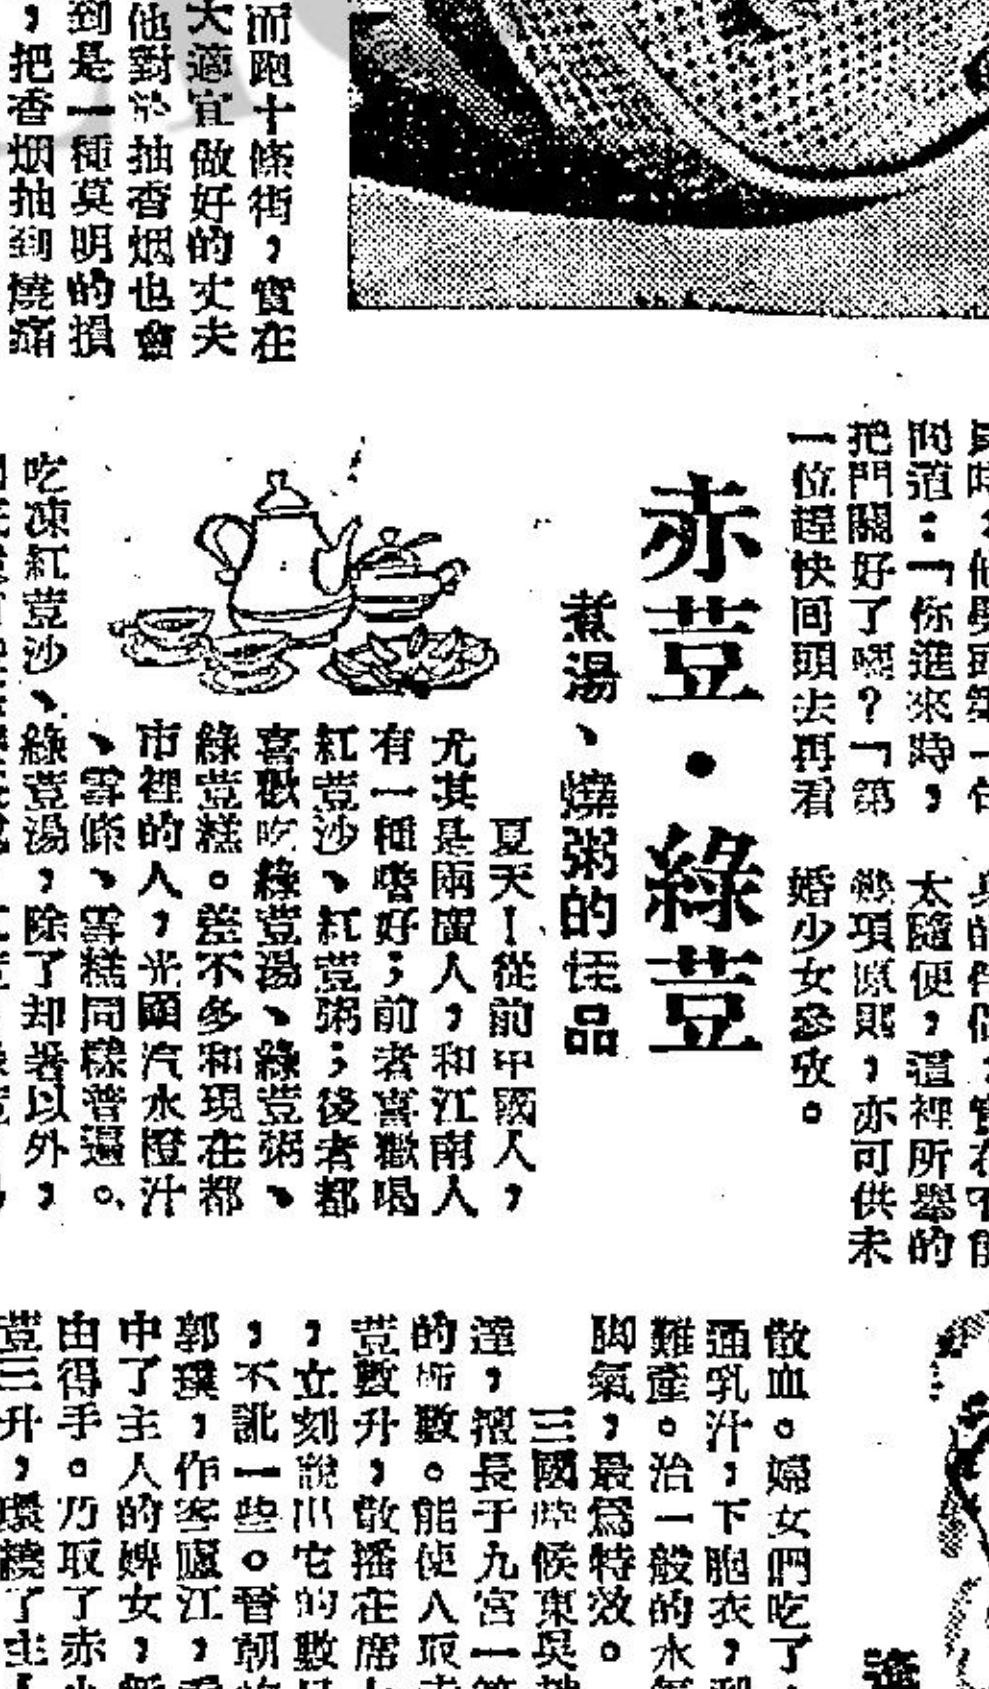 而跑十條街，實在
大適宜做好的丈夫
他對於抽香烟也會
到是一種莫明的損
，把香烟抽到燒痛
問道：「你進來時，
把門關好了嗎？「第
一位趕快回頭去再看
太隨便，這裡所舉的
幾項原則，亦可供未
婚少女參攷。
赤荳・綠荳
煮湯、燒粥的佳品
夏天！從前中國人，
尤其是兩廣人，和江南人
有一種嗜好；前者喜歡喝
紅荳沙、紅荳粥；後者都
喜歡吃綠荳湯、綠荳粥、
綠荳糕。差不多和現在都
市裡的人，光顧汽水橙汁
、雪條、雪糕同樣普遍。
吃凍紅荳沙、綠荳湯，除了却暑以外，
散血。婦女們吃了，
通乳汁，下胞衣，
難產。治一般的水
脚氣，最爲特效。
三國時候東吳
達，擅長于九宮一
的術數。能使人取
荳數升，散播在席
，立刻說出它的數
，不訛一些。晉朝
郭璞，作客廬江，
中了主人的婢女，
由得手。乃取了赤小
荳三升，環繞了主